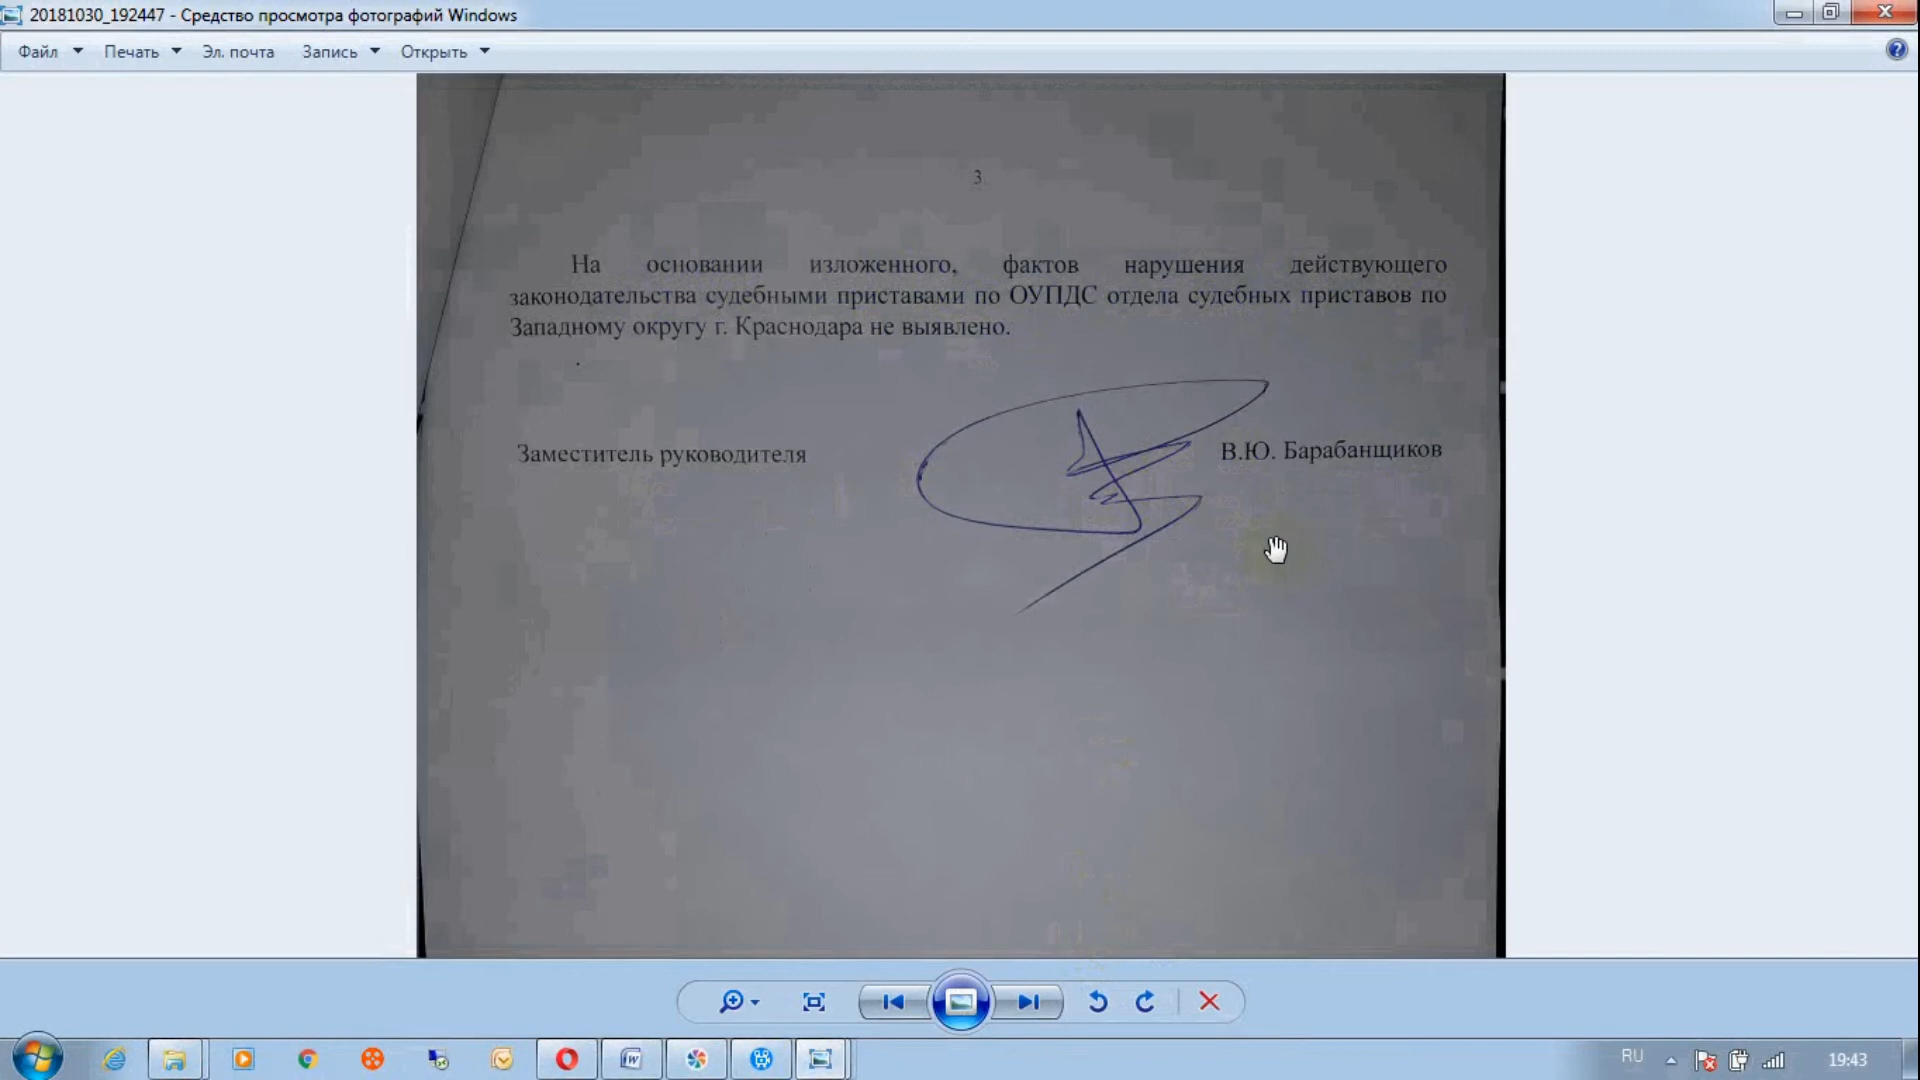 20181030_192447 - Средство просмотра фотографий Windows
Файл Печать Эл. почта Запись Открыть
3
На основании изложенного, фактов нарушения действующего
законодательства судебными приставами по ОУПДС отдела судебных приставов по
Западному округу г. Краснодара не выявлено.
Заместитель руководителя В.Ю. Барабанщиков
RU 19:43